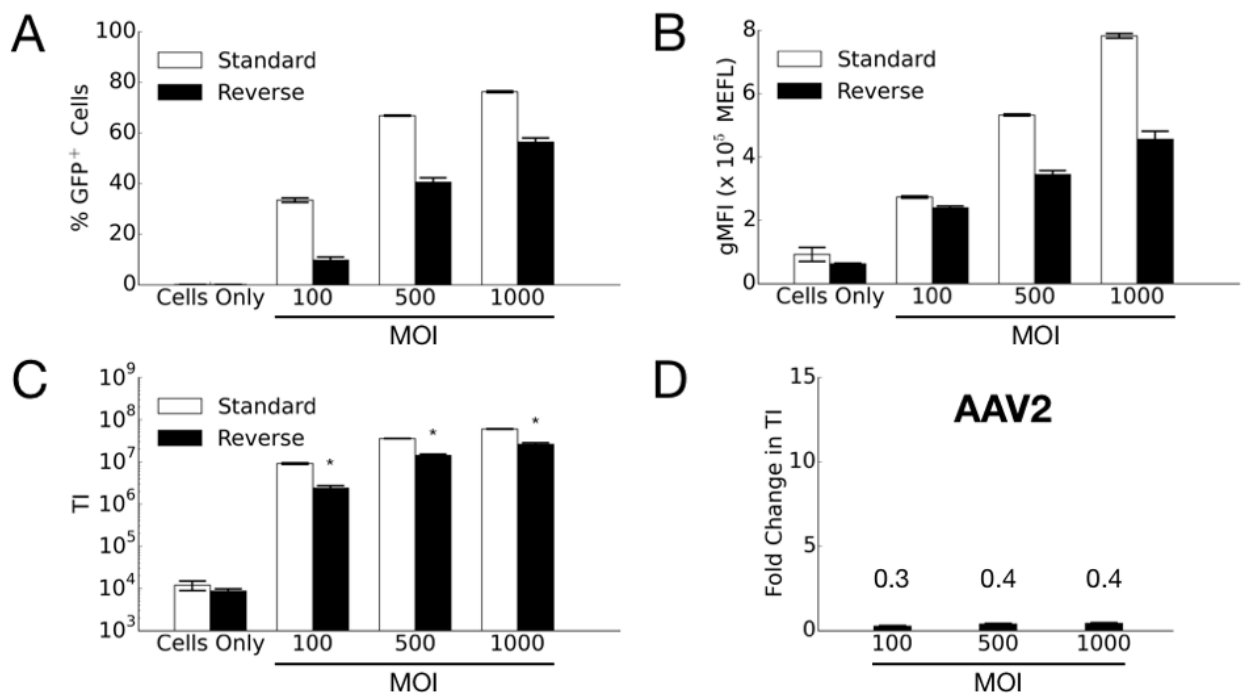 A
% GFP⁺ Cells
100
80
60
40
20
0
Standard
Reverse
Cells Only 100 500 1000
MOI
B
gMFI (x 10⁵ MEFL)
8
6
4
2
0
Standard
Reverse
Cells Only 100 500 1000
MOI
C
TI
10⁹
10⁸
10⁷
10⁶
10⁵
10⁴
10³
Standard
Reverse
* * *
Cells Only 100 500 1000
MOI
D
Fold Change in TI
15
10
5
0
AAV2
0.3 0.4 0.4
100 500 1000
MOI